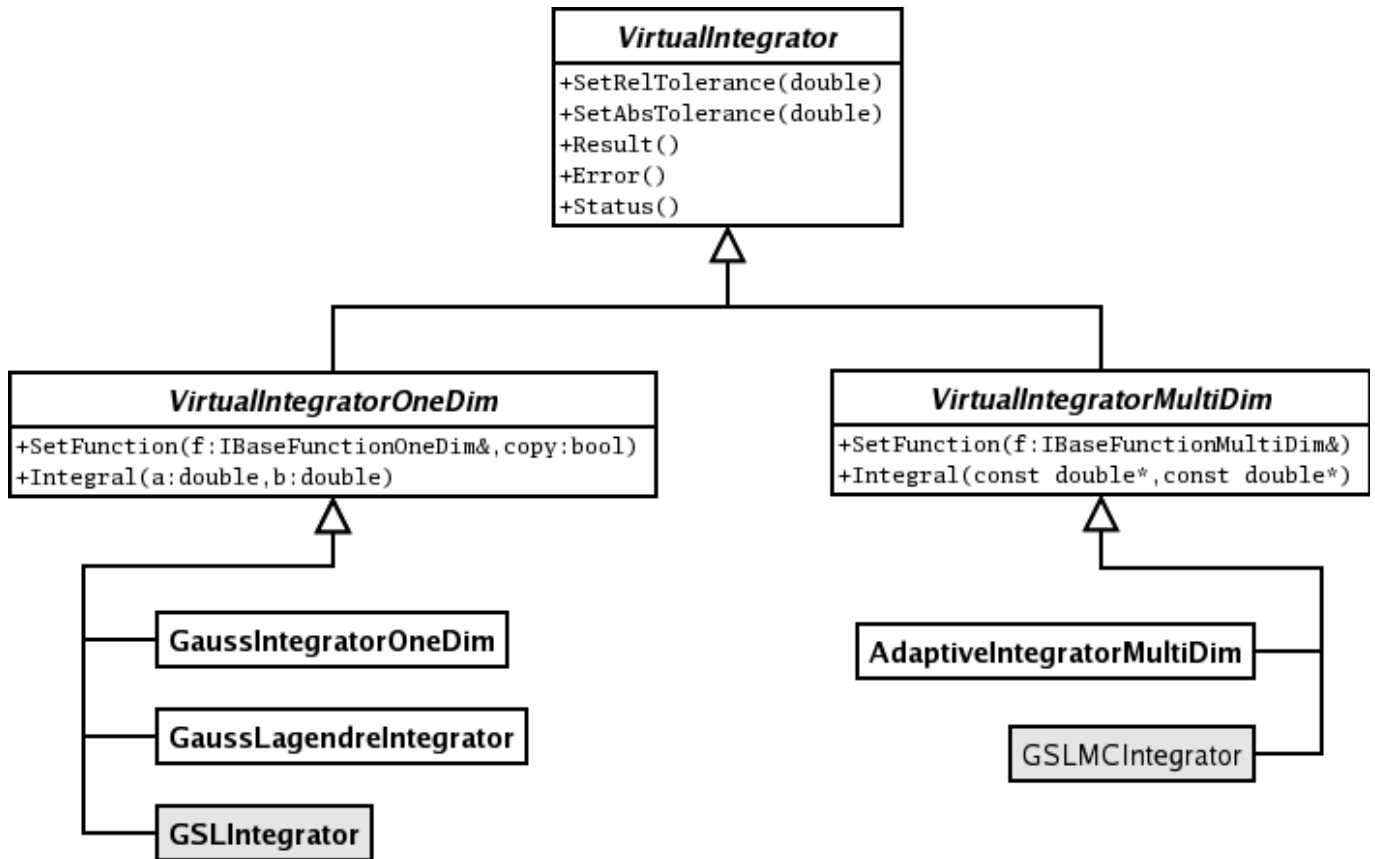 VirtualIntegrator
+SetRelTolerance(double)
+SetAbsTolerance(double)
+Result()
+Error()
+Status()
VirtualIntegratorOneDim
+SetFunction(f:IBaseFunctionOneDim&,copy:bool)
+Integral(a:double,b:double)
VirtualIntegratorMultiDim
+SetFunction(f:IBaseFunctionMultiDim&)
+Integral(const double*,const double*)
GaussIntegratorOneDim
GaussLagendreIntegrator
GSLIntegrator
AdaptiveIntegratorMultiDim
GSLMCIntegrator